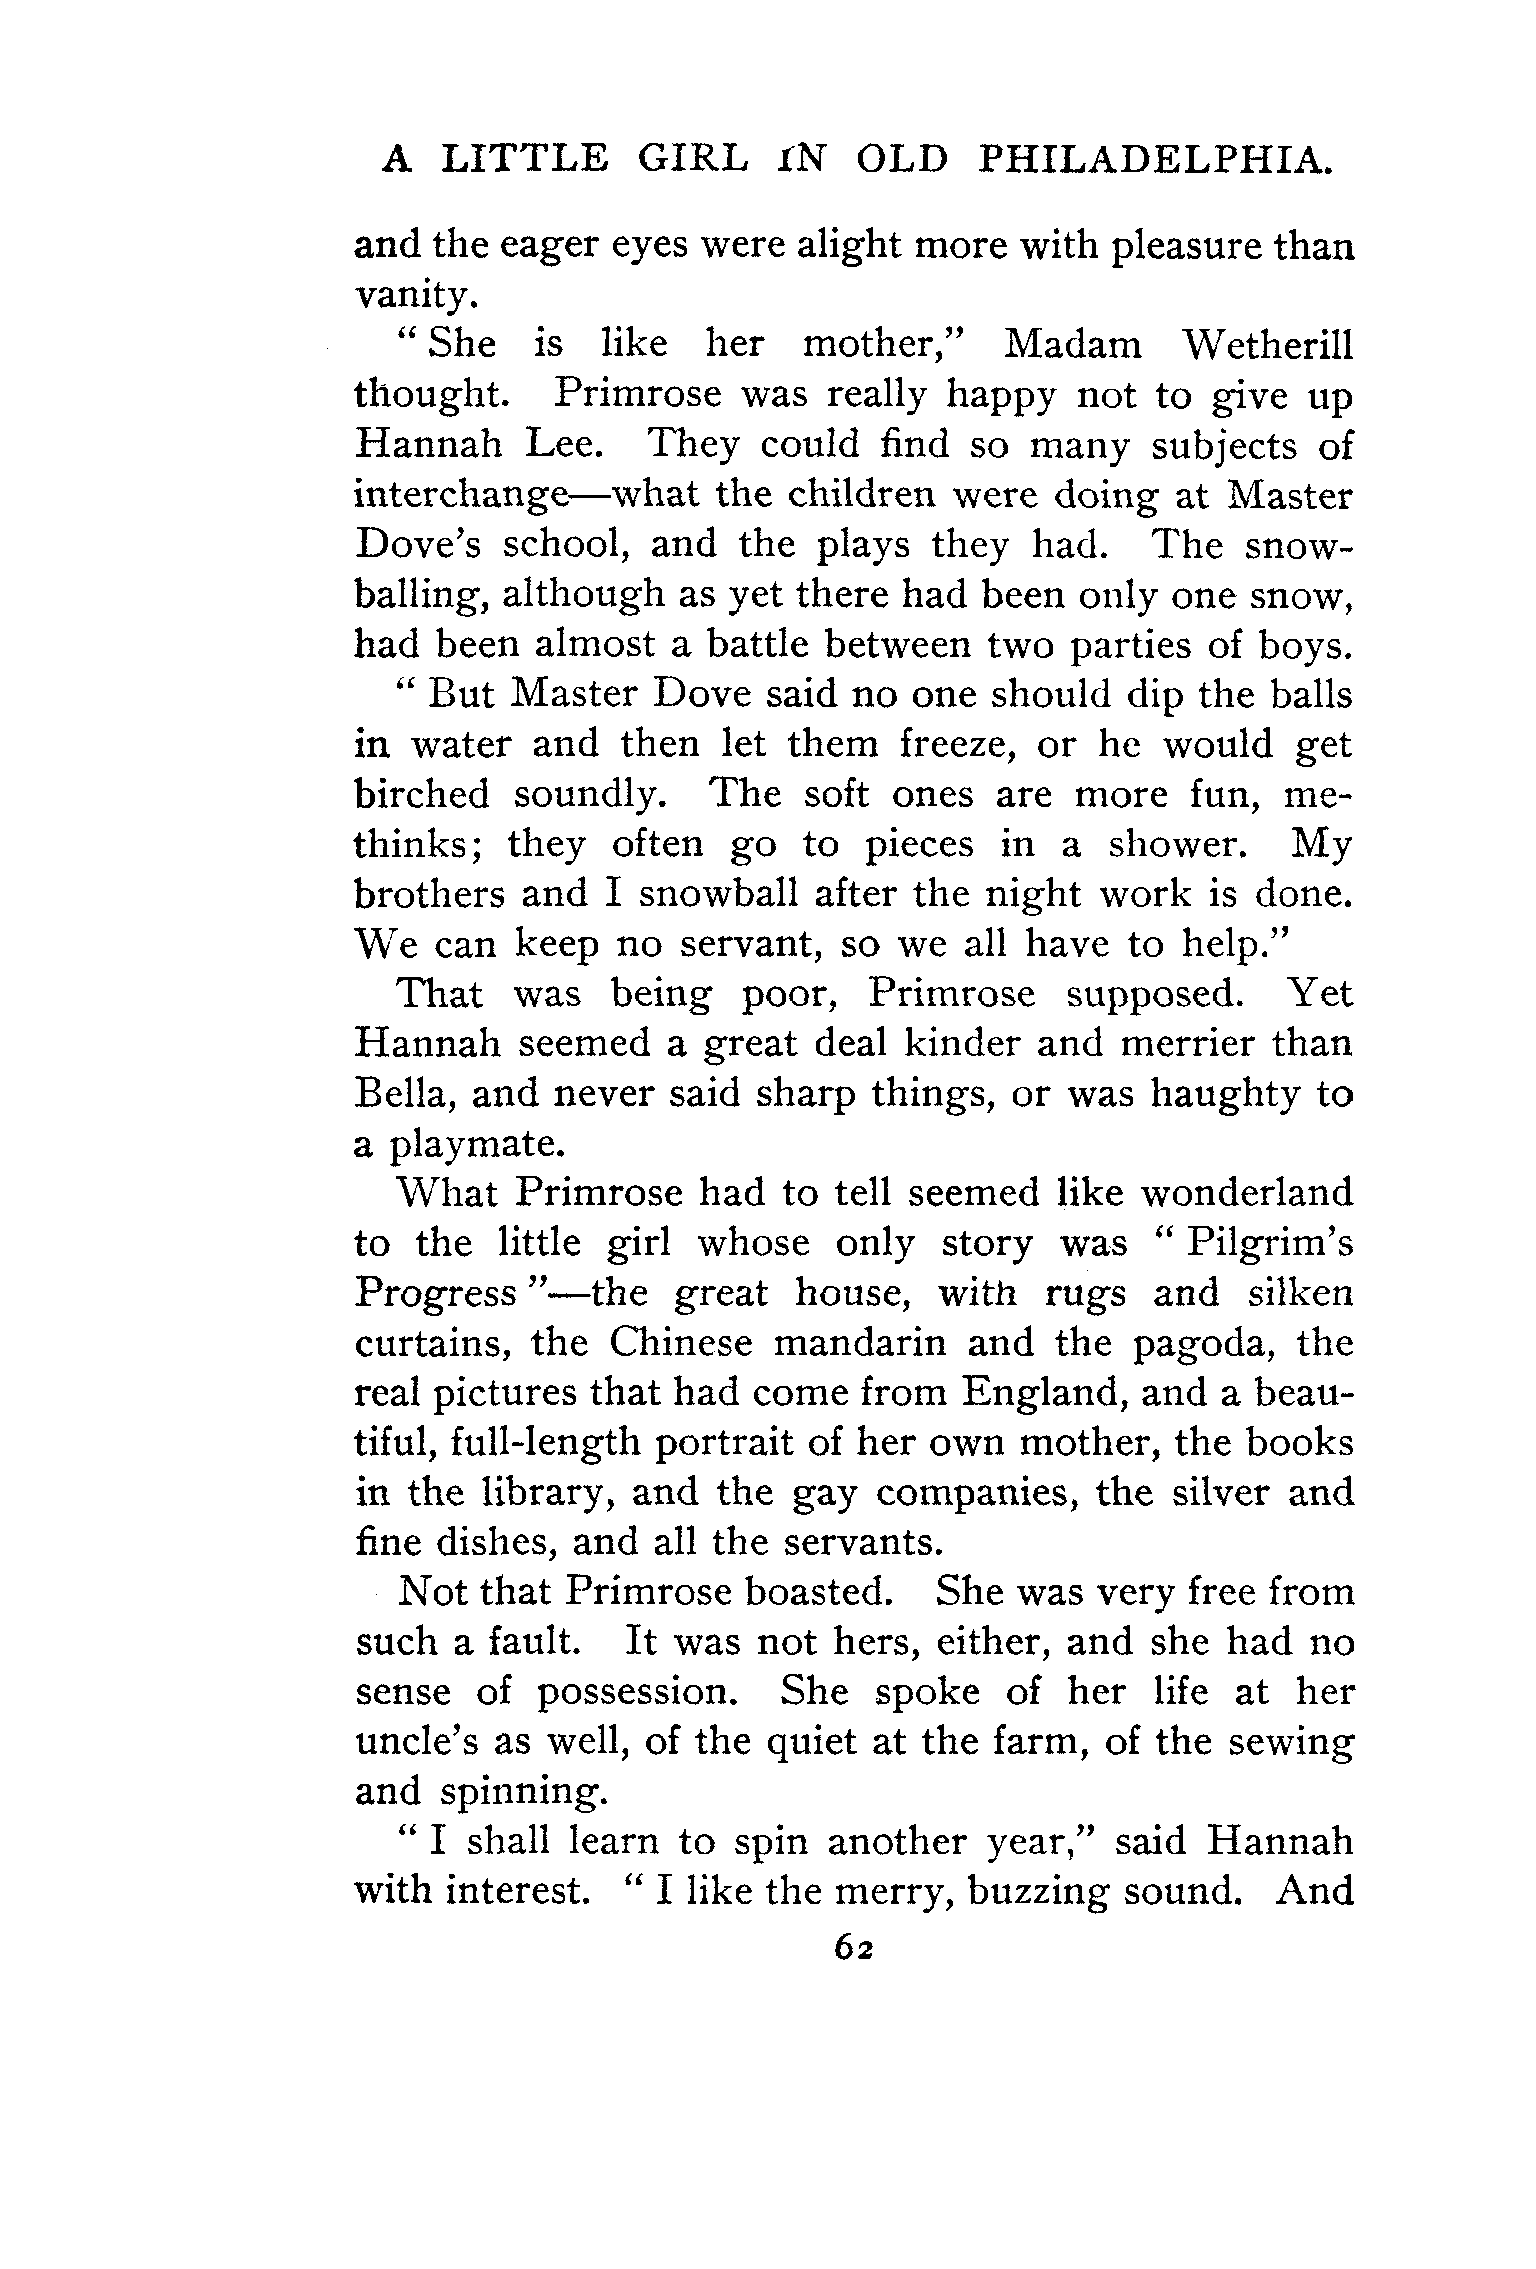 A LITTLE GIRL IN OLD PHILADELPHIA.
and the eager eyes were alight more with pleasure than
vanity.
“ She is like her mother,” Madam Wetherill
thought. Primrose was really happy not to give up
Hannah Lee. They could find so many subjects of
interchange—what the children were doing at Master
Dove’s school, and the plays they had. The snow-
balling, although as yet there had been only one snow,
had been almost a battle between two parties of boys.
“ But Master Dove said no one should dip the balls
in water and then let them freeze, or he would get
birched soundly. The soft ones are more fun, me-
thinks; they often go to pieces in a shower. My
brothers and I snowball after the night work is done.
We can keep no servant, so we all have to help.”
That was being poor, Primrose supposed. Yet
Hannah seemed a great deal kinder and merrier than
Bella, and never said sharp things, or was haughty to
a playmate.
What Primrose had to tell seemed like wonderland
to the little girl whose only story was “ Pilgrim’s
Progress ”—the great house, with rugs and silken
curtains, the Chinese mandarin and the pagoda, the
real pictures that had come from England, and a beau-
tiful, full-length portrait of her own mother, the books
in the library, and the gay companies, the silver and
fine dishes, and all the servants.
Not that Primrose boasted. She was very free from
such a fault. It was not hers, either, and she had no
sense of possession. She spoke of her life at her
uncle’s as well, of the quiet at the farm, of the sewing
and spinning.
“ I shall learn to spin another year,” said Hannah
with interest. “ I like the merry, buzzing sound. And
62